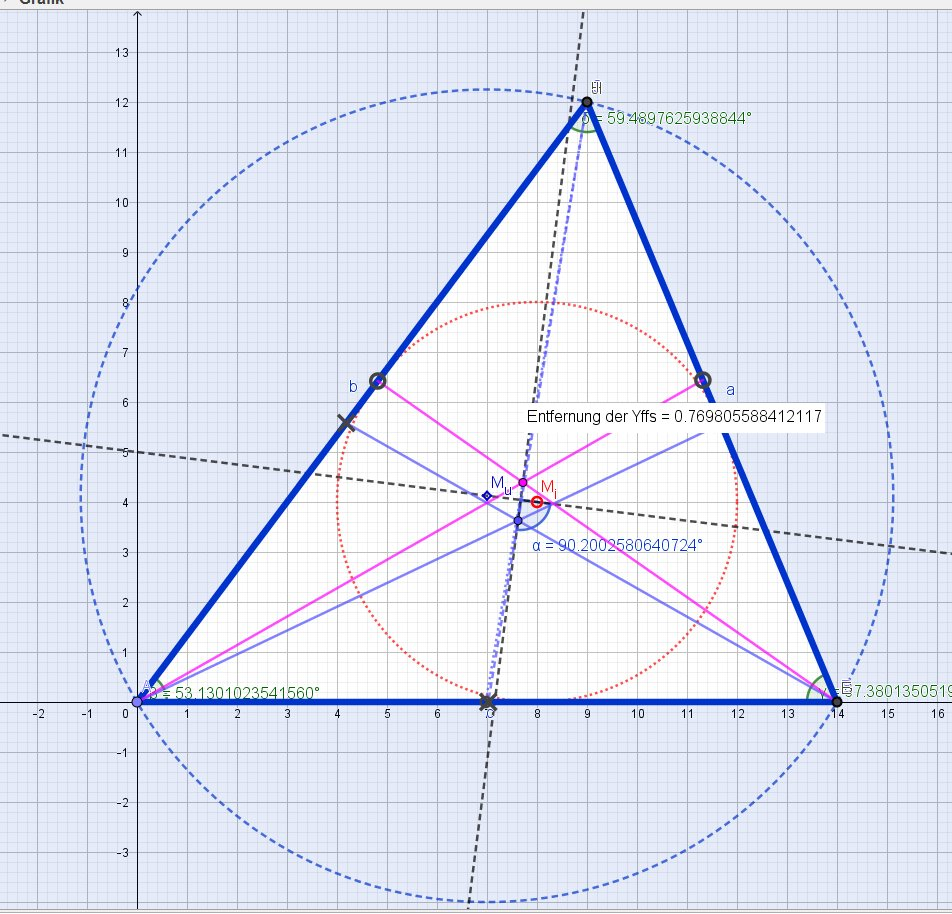 Grafik
13
12
= 59.4897625938844°
11
10
9
8
7
b
a
6
Entfernung der Yffs = 0.769805588412117
5
M_u
M_i
4
α = 90.2002580640724°
3
2
1
= 53.1301023541560°
7.3801350519
-2 -1 0 1 2 3 4 5 6 8 9 10 11 12 13 14 15 16
-1
-2
-3